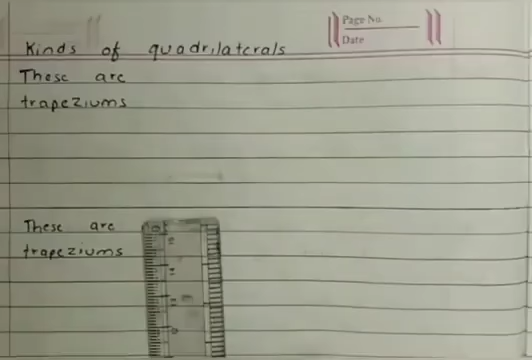 Page No.
Date
Kinds of quadrilaterals
These are
trapeziums
These are
trapeziums